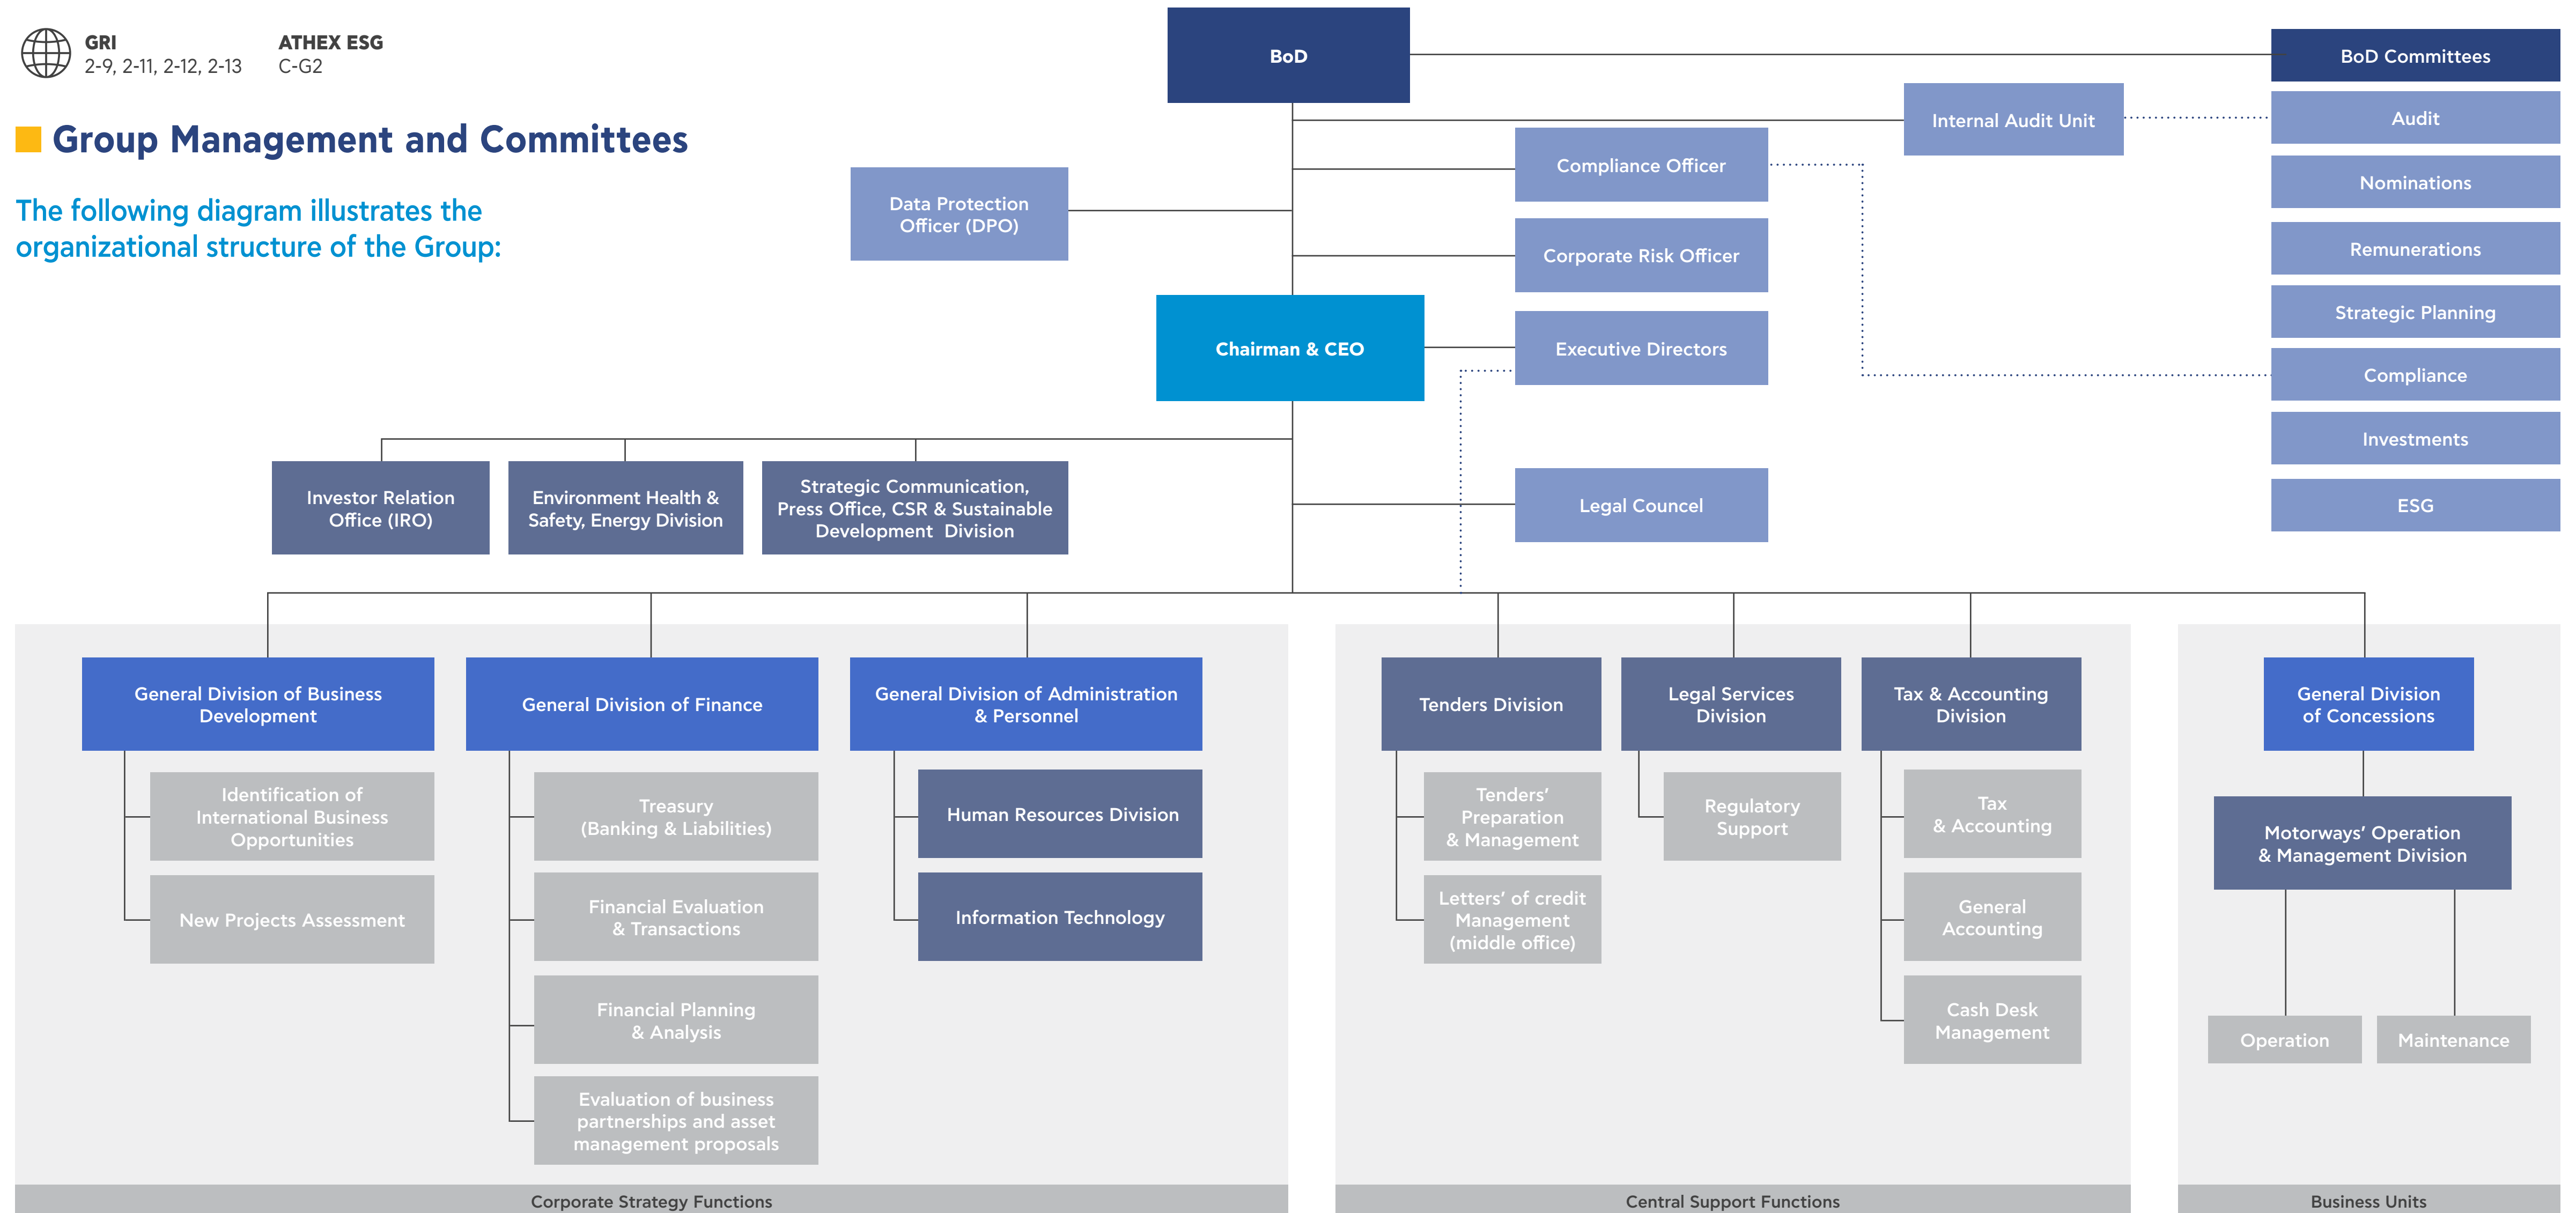 GRI
2-9, 2-11, 2-12, 2-13
ATHEX ESG
C-G2
Group Management and Committees
The following diagram illustrates the
organizational structure of the Group:
BoD
BoD Committees
Internal Audit Unit
Audit
Compliance Officer
Nominations
Data Protection
Officer (DPO)
Corporate Risk Officer
Remunerations
Strategic Planning
Chairman & CEO
Executive Directors
Compliance
Investments
Investor Relation
Office (IRO)
Environment Health &
Safety, Energy Division
Strategic Communication,
Press Office, CSR & Sustainable
Development  Division
Legal Councel
ESG
General Division of Business
Development
General Division of Finance
General Division of Administration
& Personnel
Tenders Division
Legal Services
Division
Tax & Accounting
Division
General Division
of Concessions
Identification of
International Business
Opportunities
New Projects Assessment
Treasury
(Banking & Liabilities)
Financial Evaluation
& Transactions
Financial Planning
& Analysis
Evaluation of business
partnerships and asset
management proposals
Human Resources Division
Information Technology
Tenders’
Preparation
& Management
Letters’ of credit
Management
(middle office)
Regulatory
Support
Tax
& Accounting
General
Accounting
Cash Desk
Management
Motorways’ Operation
& Management Division
Operation
Maintenance
Corporate Strategy Functions
Central Support Functions
Business Units